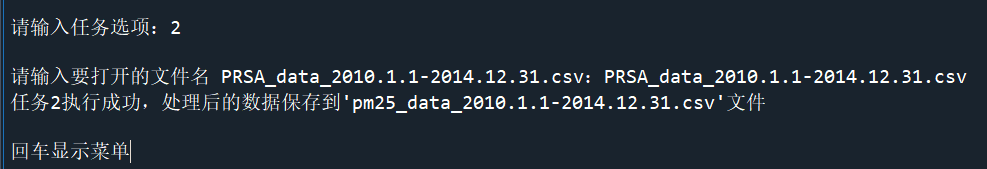 请输入任务选项：2
请输入要打开的文件名 PRSA_data_2010.1.1-2014.12.31.csv：PRSA_data_2010.1.1-2014.12.31.csv
任务2执行成功，处理后的数据保存到'pm25_data_2010.1.1-2014.12.31.csv'文件
回车显示菜单